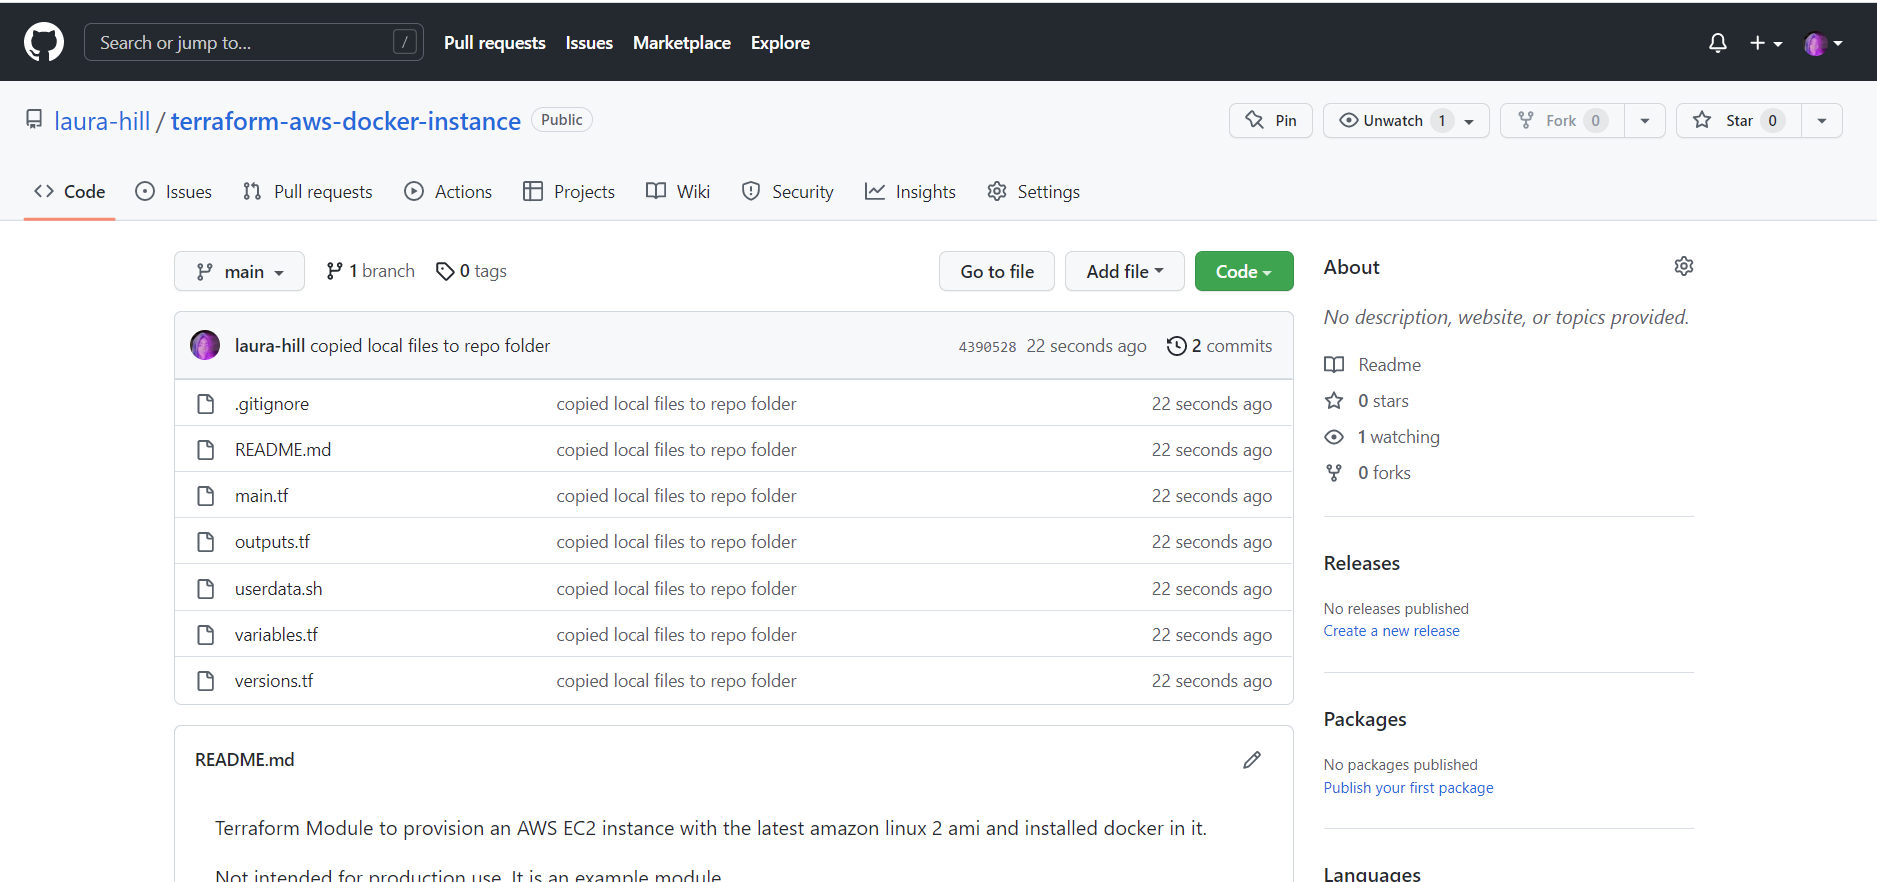 Search or jump to... / Pull requests Issues Marketplace Explore
laura-hill / terraform-aws-docker-instance Public Pin Unwatch 1 Fork 0 Star 0
Code Issues Pull requests Actions Projects Wiki Security Insights Settings
main 1 branch 0 tags Go to file Add file Code
laura-hill copied local files to repo folder 4390528 22 seconds ago 2 commits
.gitignore copied local files to repo folder 22 seconds ago
README.md copied local files to repo folder 22 seconds ago
main.tf copied local files to repo folder 22 seconds ago
outputs.tf copied local files to repo folder 22 seconds ago
userdata.sh copied local files to repo folder 22 seconds ago
variables.tf copied local files to repo folder 22 seconds ago
versions.tf copied local files to repo folder 22 seconds ago
README.md
Terraform Module to provision an AWS EC2 instance with the latest amazon linux 2 ami and installed docker in it.
Not intended for production use. It is an example module
About
No description, website, or topics provided.
Readme
0 stars
1 watching
0 forks
Releases
No releases published
Create a new release
Packages
No packages published
Publish your first package
Languages